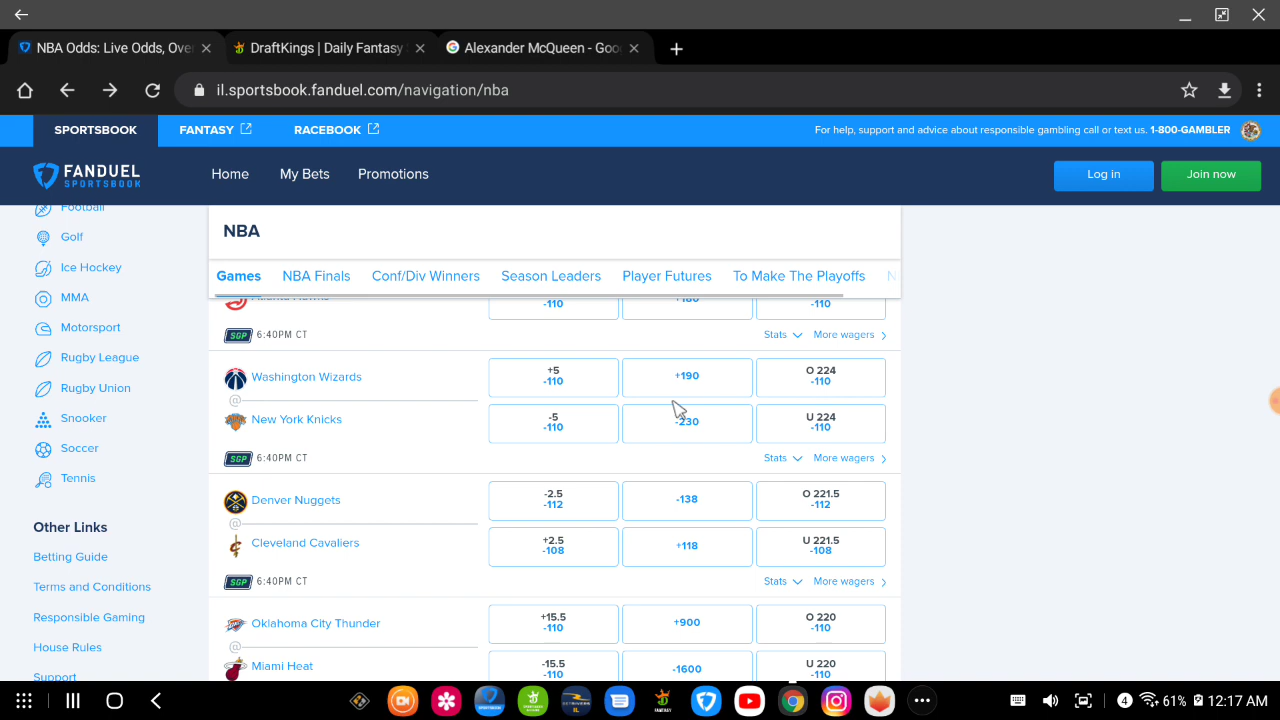 NBA Odds: Live Odds, Ove
DraftKings | Daily Fantasy
Alexander McQueen - Goo
il.sportsbook.fanduel.com/navigation/nba
SPORTSBOOK
FANTASY
RACEBOOK
For help, support and advice about responsible gambling call or text us. 1-800-GAMBLER
FANDUEL
SPORTSBOOK
Home
My Bets
Promotions
Log in
Join now
Football
Golf
Ice Hockey
MMA
Motorsport
Rugby League
Rugby Union
Snooker
Soccer
Tennis
Other Links
Betting Guide
Terms and Conditions
Responsible Gaming
House Rules
Support
NBA
Games
NBA Finals
Conf/Div Winners
Season Leaders
Player Futures
To Make The Playoffs
N
Atlanta Hawks
-110
+180
-110
SGP 6:40PM CT
Stats
More wagers
Washington Wizards
+5
-110
+190
O 224
-110
@
New York Knicks
-5
-110
-230
U 224
-110
SGP 6:40PM CT
Stats
More wagers
Denver Nuggets
-2.5
-112
-138
O 221.5
-112
@
Cleveland Cavaliers
+2.5
-108
+118
U 221.5
-108
SGP 6:40PM CT
Stats
More wagers
Oklahoma City Thunder
+15.5
-110
+900
O 220
-110
@
Miami Heat
-15.5
-110
-1600
U 220
-110
4
61%
12:17 AM